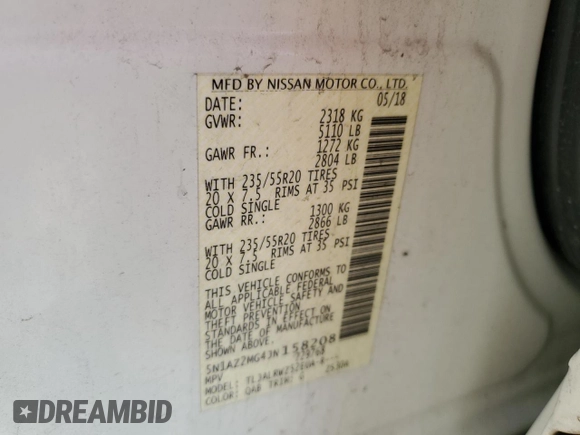 MFD BY NISSAN MOTOR CO., LTD.
DATE: 05/18
GVWR: 2318 KG
5110 LB
GAWR FR.: 1272 KG
2804 LB
WITH 235/55R20 TIRES
20 X 7.5 RIMS AT 35 PSI
COLD SINGLE
GAWR RR.: 1300 KG
2866 LB
WITH 235/55R20 TIRES
20 X 7.5 RIMS AT 35 PSI
COLD SINGLE
THIS VEHICLE CONFORMS TO
ALL APPLICABLE FEDERAL
MOTOR VEHICLE SAFETY AND
THEFT PREVENTION
STANDARDS IN EFFECT ON
THE DATE OF MANUFACTURE
SHOWN ABOVE.
5N1AZ2MG43N158208
MPV
COLOR: QAB TRIM: G
DREAMBID